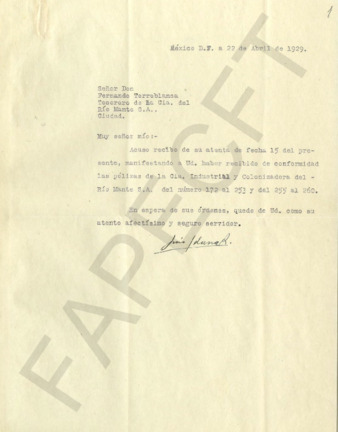 1
México D.F. a 22 de Abril de 1929.
Señor Don
Fernando Torreblanca
Tesorero de la Cía. del
Río Mante S.A..
Ciudad.
Muy señor mío:-
Acuso recibo de su atenta de fecha 15 del pre-
sente, manifestando a Ud. haber recibido de conformidad
las pólizas de la Cía. Industrial y Colonizadora del -
Río Mante S.A. del número 172 al 253 y del 255 al 260.
En espera de sus órdenes, quedo de Ud. como su
atento afectísimo y seguro servidor.
FAPECFT